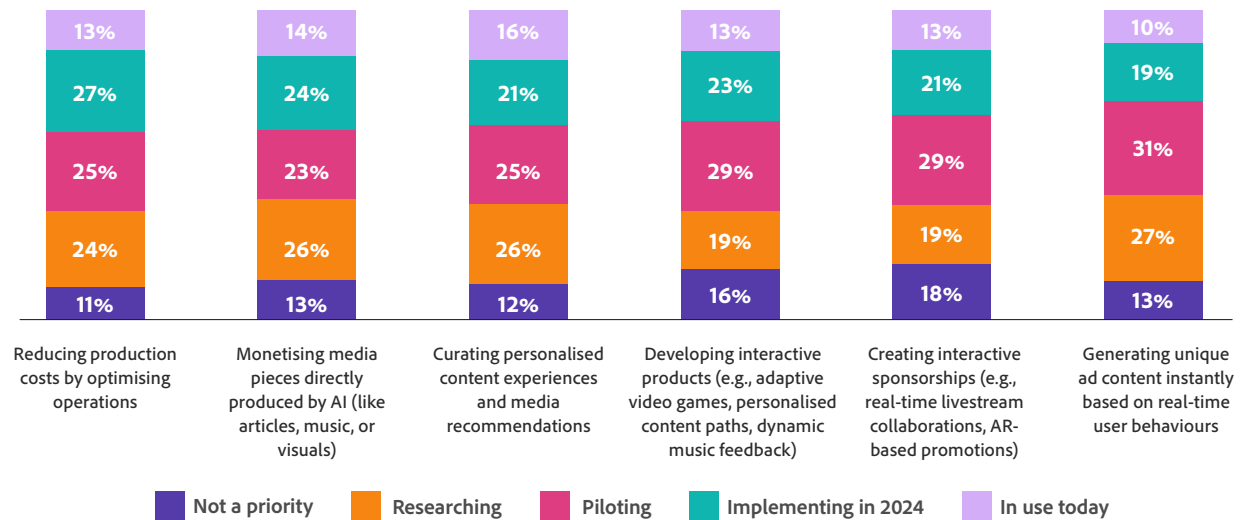 13%
14%
16%
13%
13%
10%
27%
24%
21%
23%
21%
19%
25%
23%
25%
29%
29%
31%
24%
26%
26%
19%
19%
27%
11%
13%
12%
16%
18%
13%
Reducing production
costs by optimising
operations
Monetising media
pieces directly
produced by AI (like
articles, music, or
visuals)
Curating personalised
content experiences
and media
recommendations
Developing interactive
products (e.g., adaptive
video games, personalised
content paths, dynamic
music feedback)
Creating interactive
sponsorships (e.g.,
real-time livestream
collaborations, AR-
based promotions)
Generating unique
ad content instantly
based on real-time
user behaviours
Not a priority
Researching
Piloting
Implementing in 2024
In use today